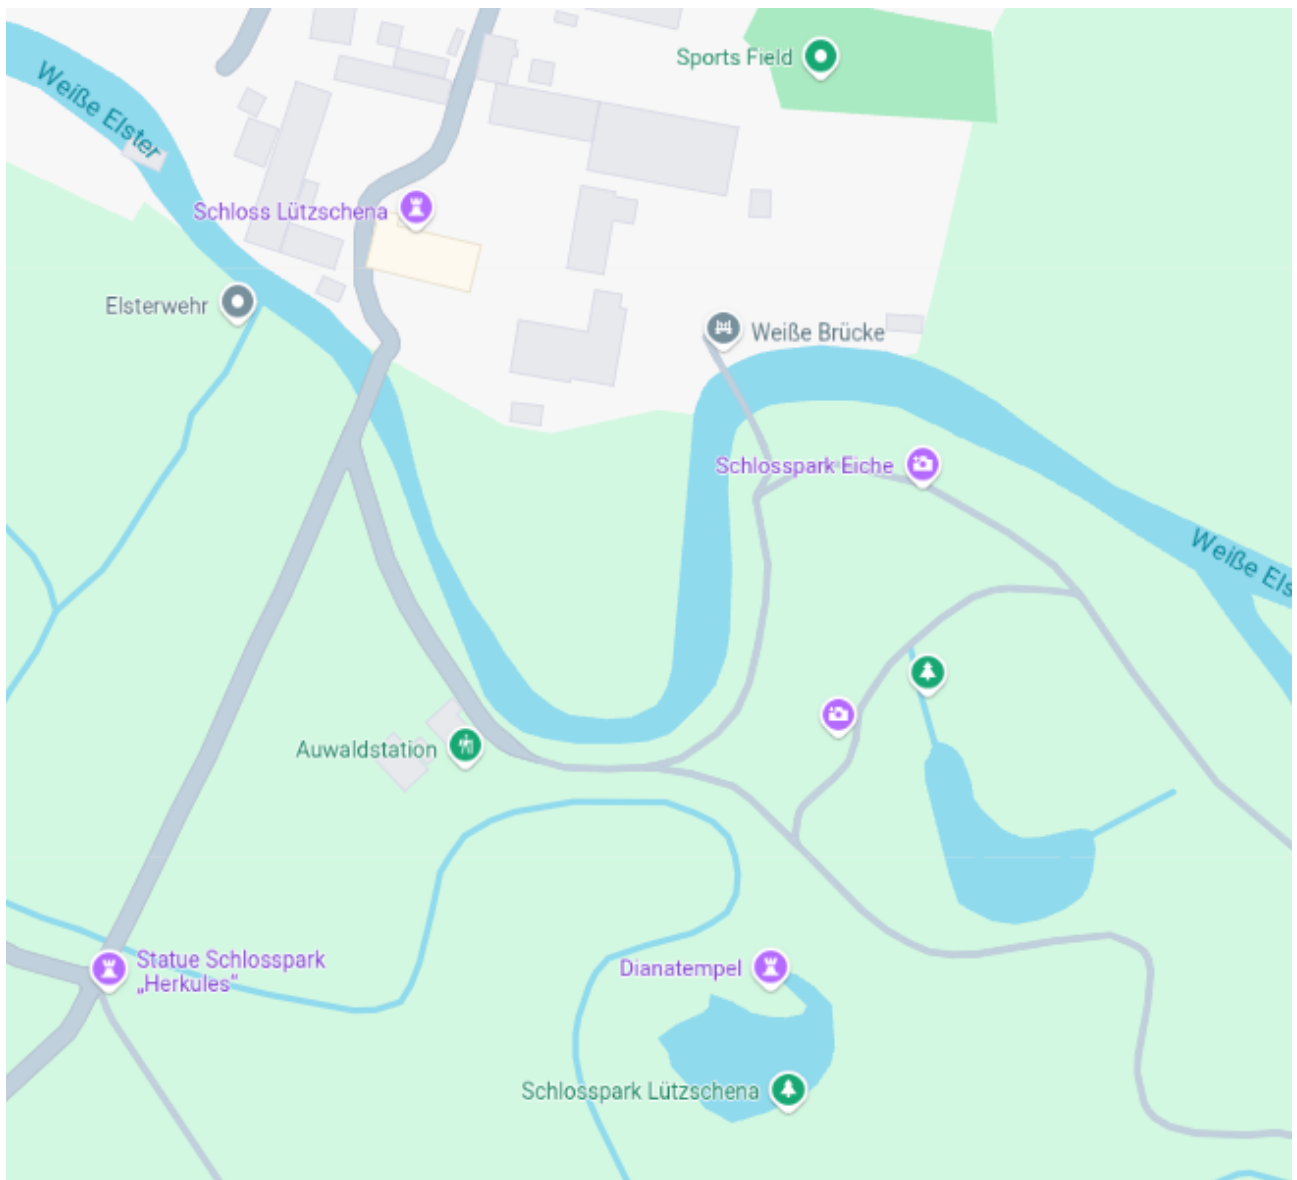 Sports Field
Weiße Elster
Schloss Lützschena
Elsterwehr
Weiße Brücke
Schlosspark Eiche
Weiße Els
Auwaldstation
Statue Schlosspark
„Herkules“
Dianatempel
Schlosspark Lützschena